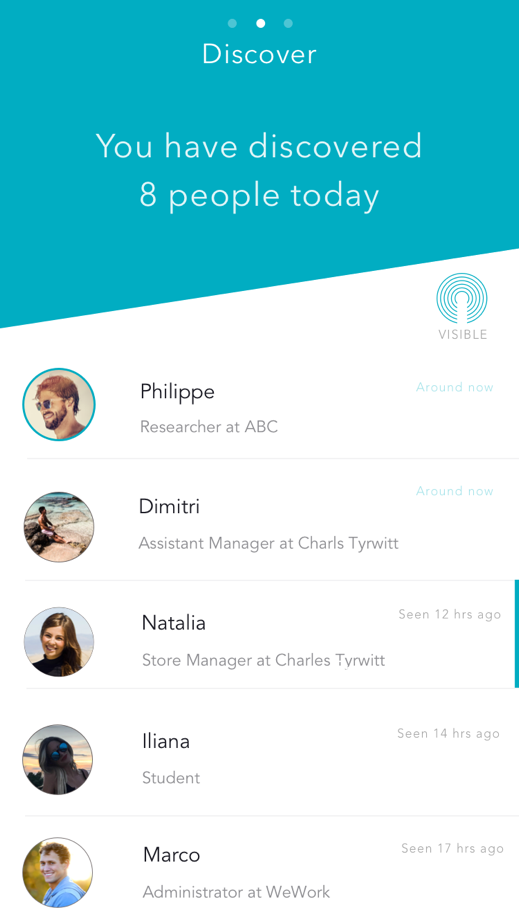 Discover
You have discovered
8 people today
VISIBLE
Philippe
Around now
Researcher at ABC
Dimitri
Around now
Assistant Manager at Charls Tyrwitt
Natalia
Seen 12 hrs ago
Store Manager at Charles Tyrwitt
Iliana
Seen 14 hrs ago
Student
Marco
Seen 17 hrs ago
Administrator at WeWork